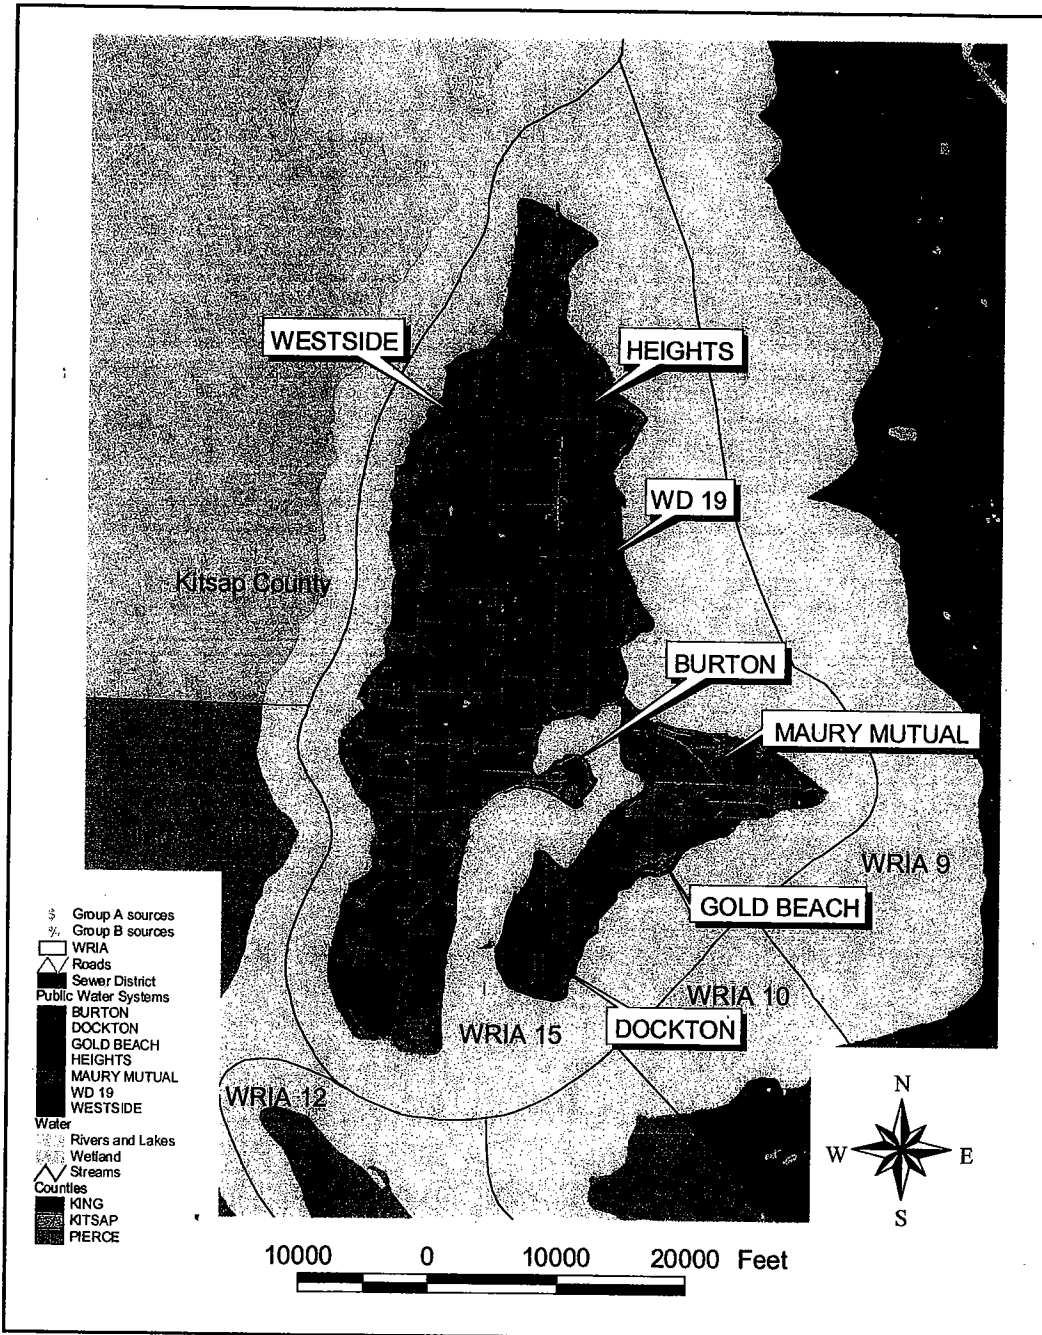 WESTSIDE
HEIGHTS
WD 19
Kitsap County
BURTON
MAURY MUTUAL
WRIA 9
GOLD BEACH
WRIA 10
DOCKTON
WRIA 15
WRIA 12
$ Group A sources
% Group B sources
WRIA
Roads
Sewer District
Public Water Systems
BURTON
DOCKTON
GOLD BEACH
HEIGHTS
MAURY MUTUAL
WD 19
WESTSIDE
Water
Rivers and Lakes
Wetland
Streams
Counties
KING
KITSAP
PIERCE
N
W E
S
10000 0 10000 20000 Feet